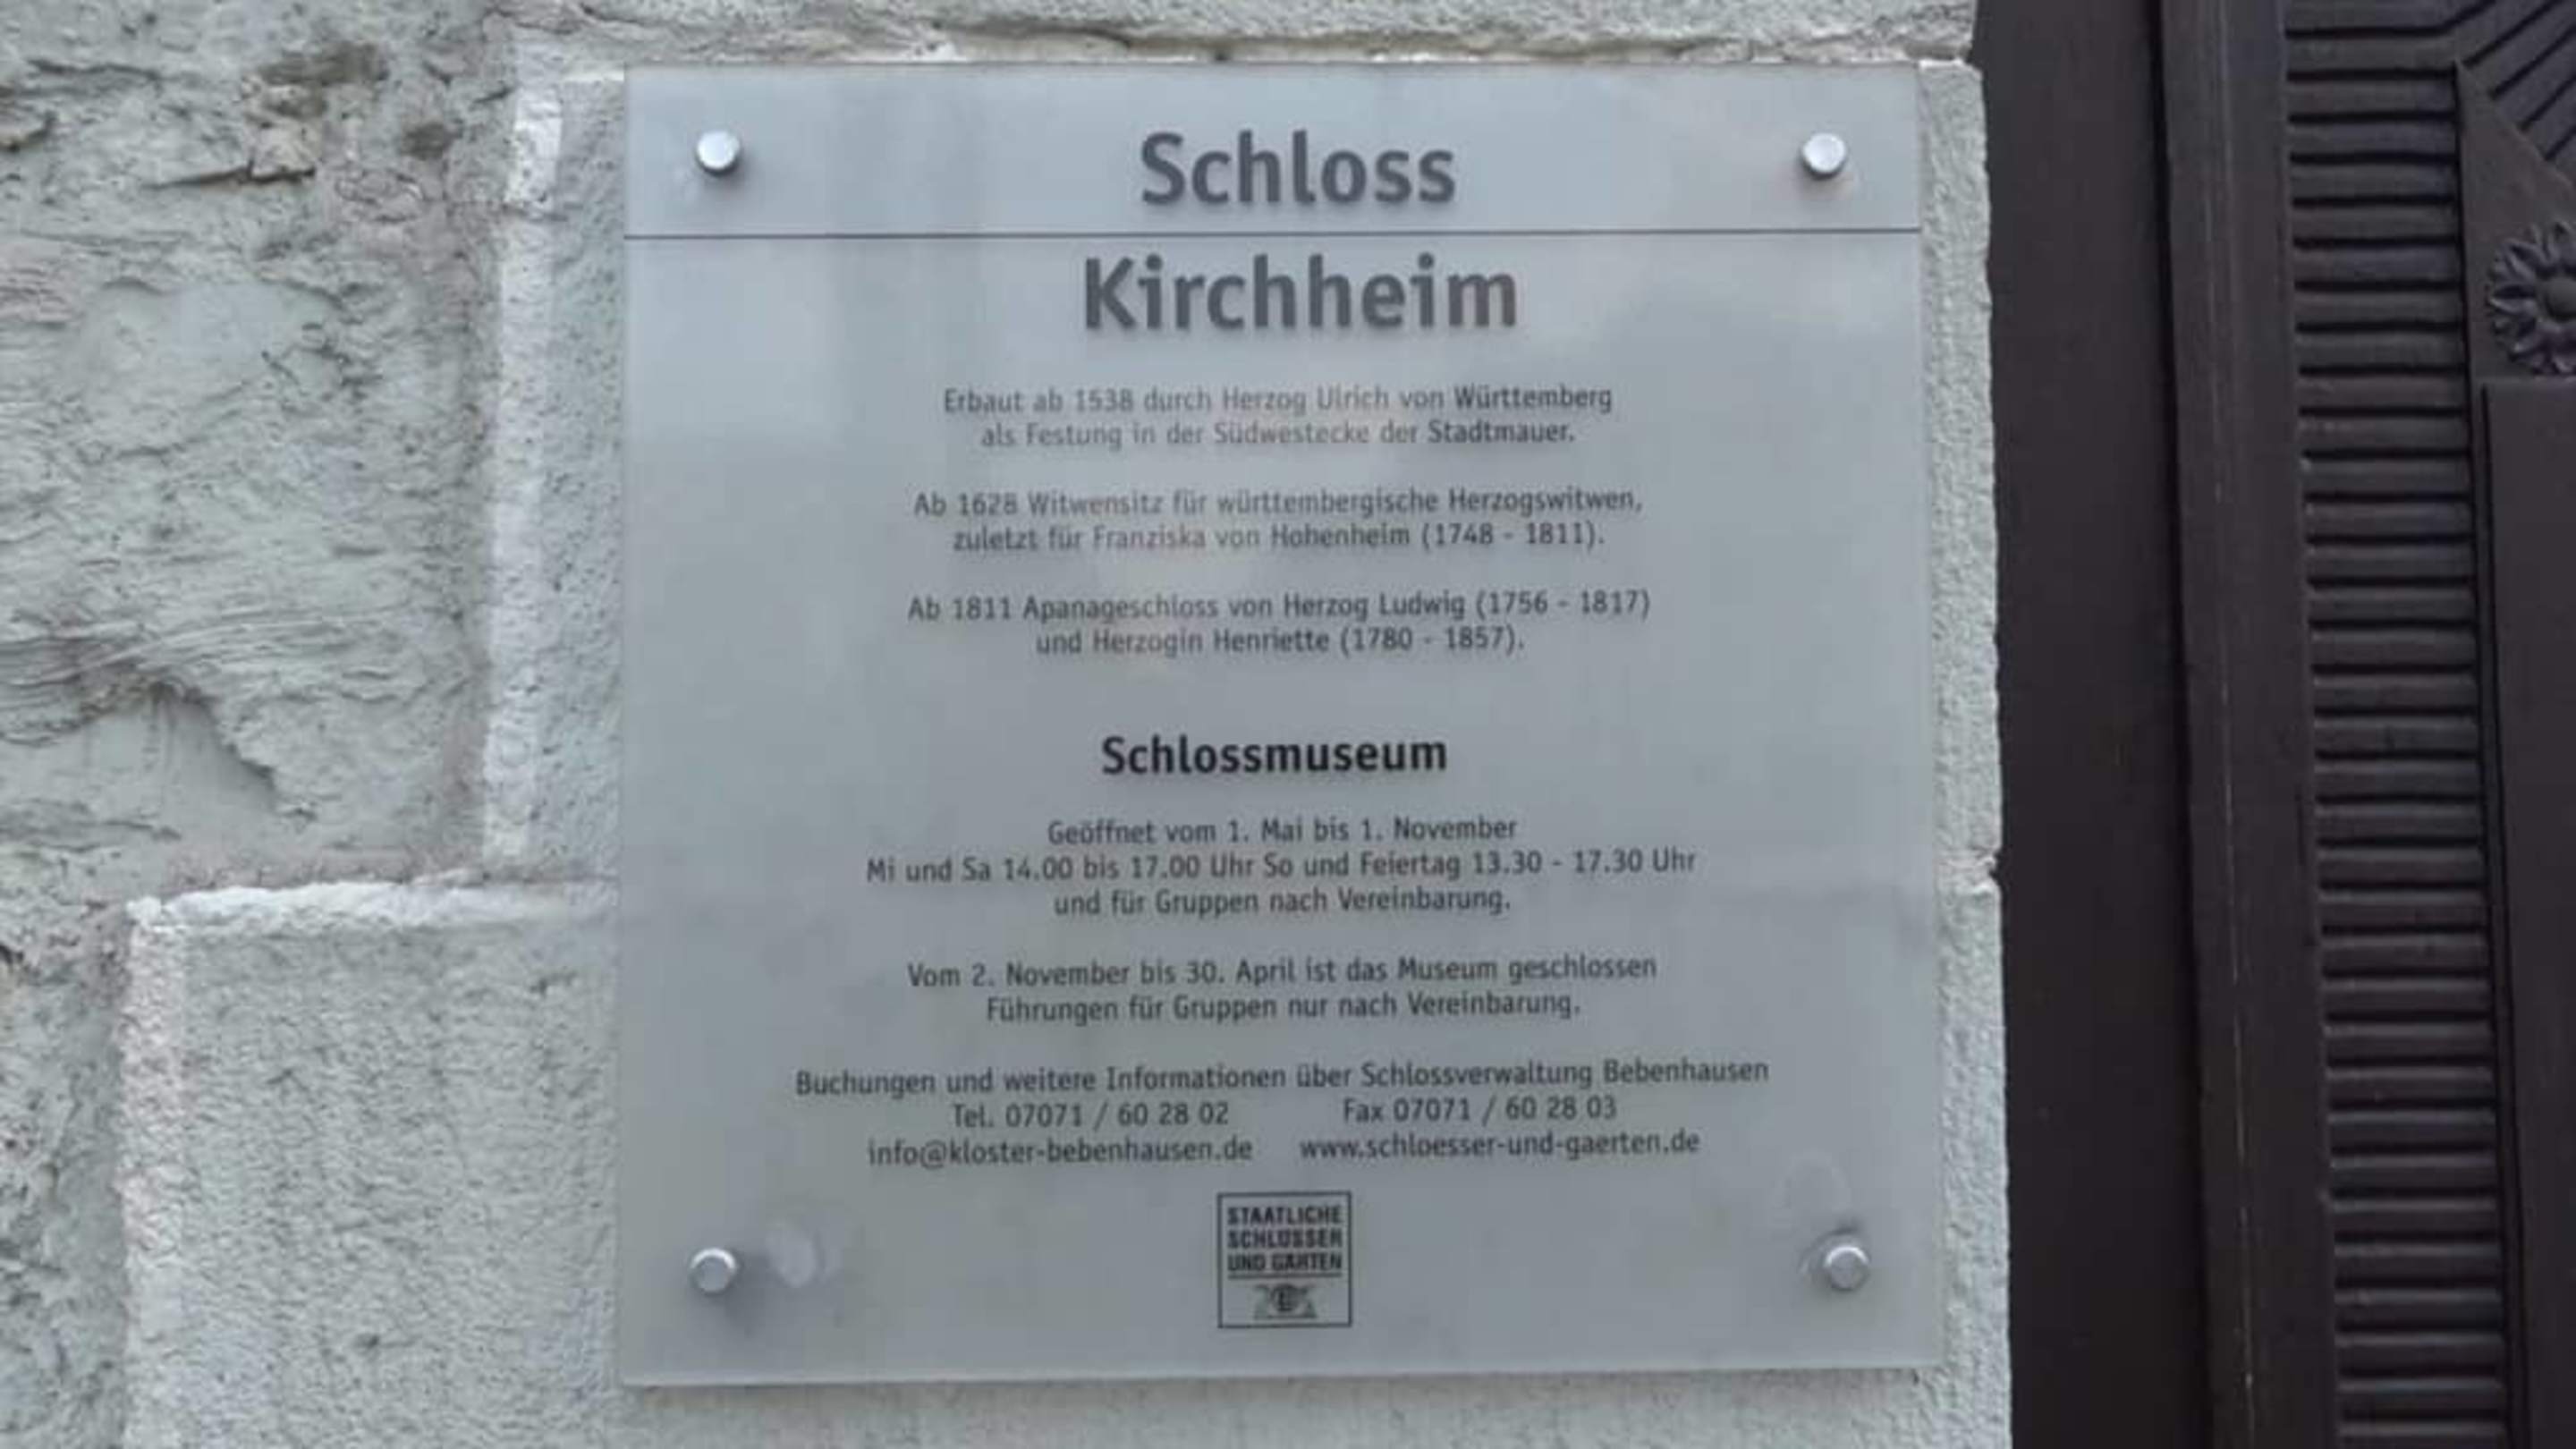 Schloss
Kirchheim
Erbaut ab 1538 durch Herzog Ulrich von Württemberg
als Festung in der Südwestecke der Stadtmauer.
Ab 1628 Witwensitz für württembergische Herzogswitwen,
zuletzt für Franziska von Hohenheim (1748 - 1811).
Ab 1811 Apanageschloss von Herzog Ludwig (1756 - 1817)
und Herzogin Henriette (1780 - 1857).
Schlossmuseum
Geöffnet vom 1. Mai bis 1. November
Mi und Sa 14.00 bis 17.00 Uhr So und Feiertag 13.30 - 17.30 Uhr
und für Gruppen nach Vereinbarung.
Vom 2. November bis 30. April ist das Museum geschlossen
Führungen für Gruppen nur nach Vereinbarung.
Buchungen und weitere Informationen über Schlossverwaltung Bebenhausen
Tel. 07071 / 60 28 02 Fax 07071 / 60 28 03
info@kloster-bebenhausen.de www.schloesser-und-gaerten.de
STAATLICHE
SCHLÖSSER
UND GÄRTEN